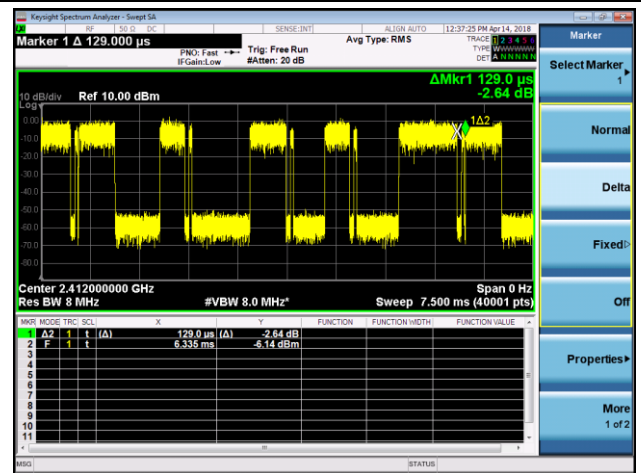 Keysight Spectrum Analyzer - Swept SA
RF 50 Ω DC SENSE:INT ALIGN AUTO 12:37:25 PM Apr 14, 2018
Marker 1 Δ 129.000 µs
PNO: Fast
IFGain:Low
Trig: Free Run
#Atten: 20 dB
Avg Type: RMS
TRACE 1 2 3 4 5 6
TYPE WWWWWW
DET A N N N N N
ΔMkr1 129.0 µs
-2.64 dB
10 dB/div Ref 10.00 dBm
Log
0.00
-10.0
-20.0
-30.0
-40.0
-50.0
-60.0
-70.0
-80.0
1Δ2
Center 2.412000000 GHz Span 0 Hz
Res BW 8 MHz #VBW 8.0 MHz* Sweep 7.500 ms (40001 pts)
MKR MODE TRC SCL X Y FUNCTION FUNCTION WIDTH FUNCTION VALUE
1 Δ2 1 t (Δ) 129.0 µs (Δ) -2.64 dB
2 F 1 t 6.335 ms -6.14 dBm
3
4
5
6
7
8
9
10
11
MSG STATUS
Marker
Select Marker
1
Normal
Delta
Fixed
Off
Properties
More
1 of 2